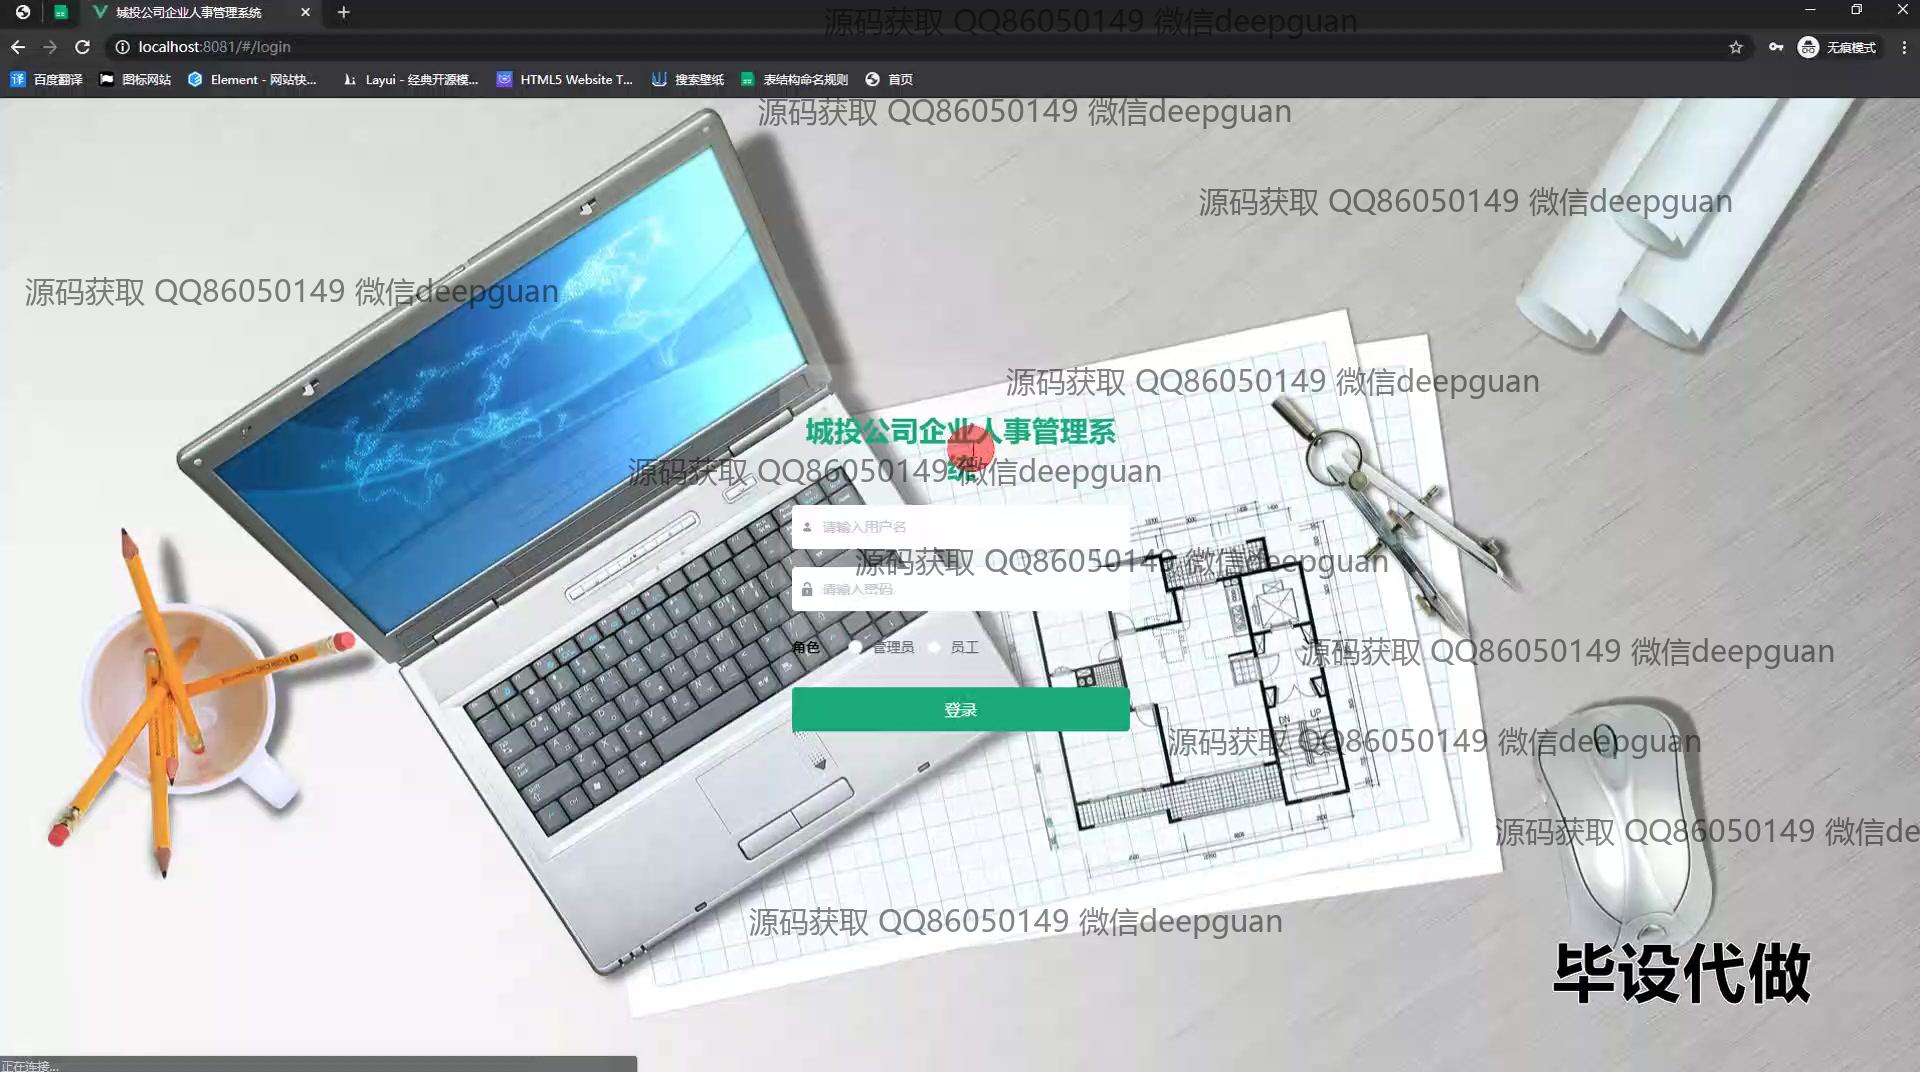 城投公司企业人事管理系统
源码获取 QQ86050149 微信deepguan
localhost:8081/#/login
无痕模式
百度翻译
图标网站
Element - 网站快...
Layui - 经典开源模...
HTML5 Website T...
搜索壁纸
表结构命名规则
首页
源码获取 QQ86050149 微信deepguan
源码获取 QQ86050149 微信deepguan
源码获取 QQ86050149 微信deepguan
源码获取 QQ86050149 微信deepguan
城投公司企业人事管理系
统
源码获取 QQ86050149 微信deepguan
请输入用户名
源码获取 QQ86050149 微信deepguan
请输入密码
角色 管理员 员工
源码获取 QQ86050149 微信deepguan
登录
源码获取 QQ86050149 微信deepguan
源码获取 QQ86050149 微信de
源码获取 QQ86050149 微信deepguan
毕设代做
正在连接...